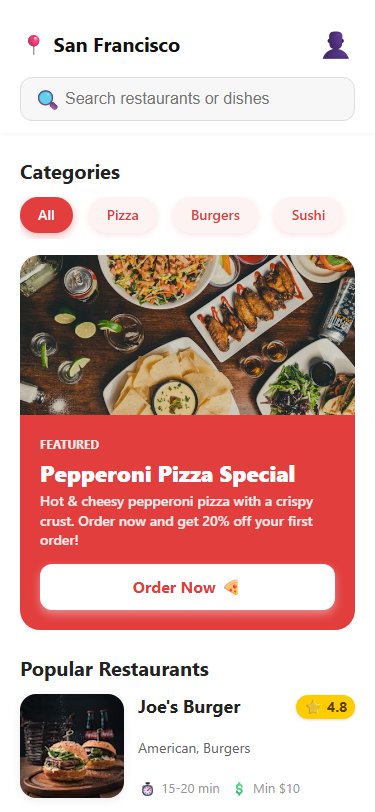 San Francisco
Search restaurants or dishes
Categories
All Pizza Burgers Sushi
FEATURED
Pepperoni Pizza Special
Hot & cheesy pepperoni pizza with a crispy
crust. Order now and get 20% off your first
order!
Order Now 🍕
Popular Restaurants
Joe's Burger ⭐ 4.8
American, Burgers
15-20 min 💲 Min $10